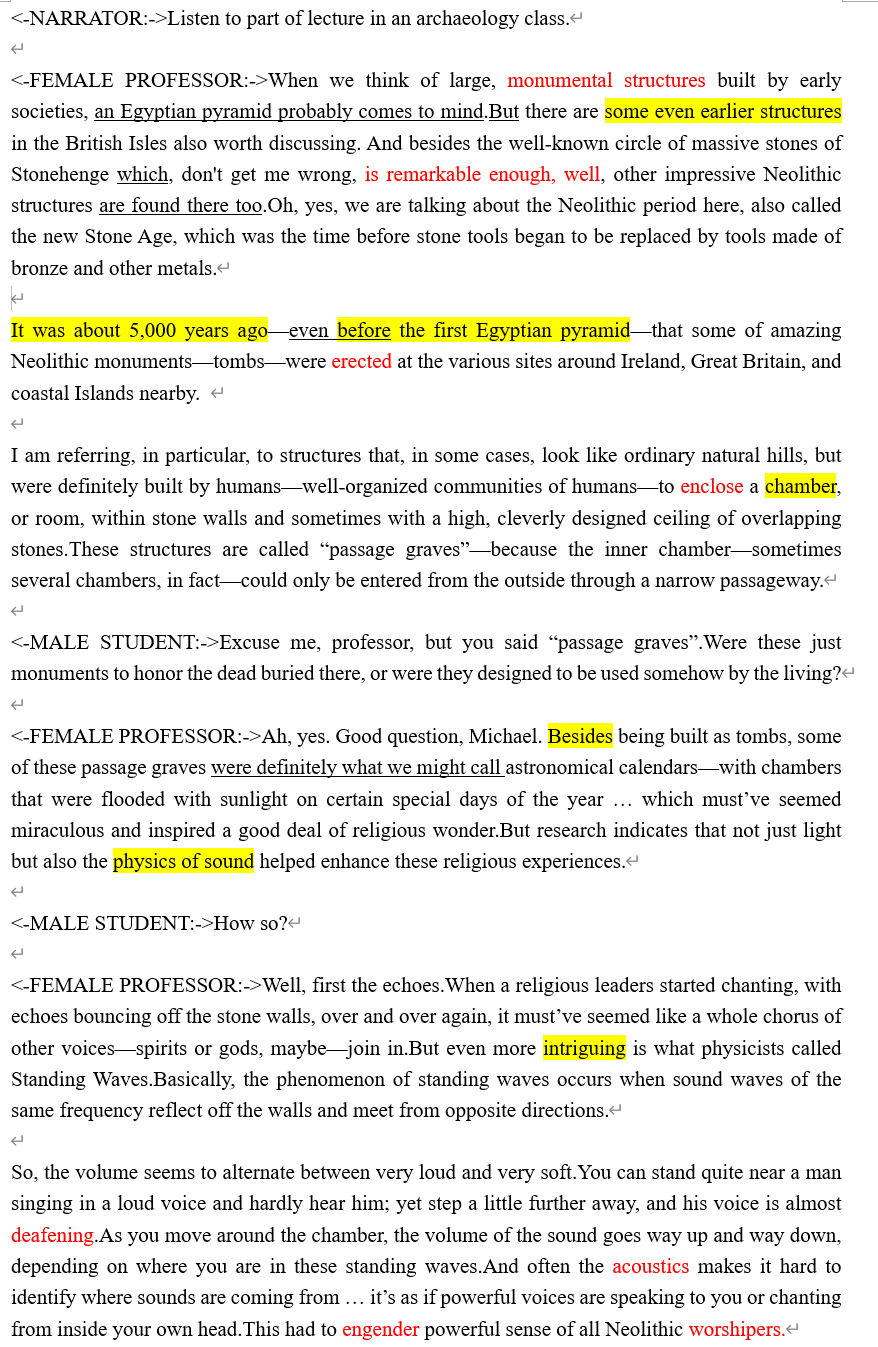 <-NARRATOR:->Listen to part of lecture in an archaeology class.
<-FEMALE PROFESSOR:->When we think of large, monumental structures built by early
societies, an Egyptian pyramid probably comes to mind.But there are some even earlier structures
in the British Isles also worth discussing. And besides the well-known circle of massive stones of
Stonehenge which, don't get me wrong, is remarkable enough, well, other impressive Neolithic
structures are found there too.Oh, yes, we are talking about the Neolithic period here, also called
the new Stone Age, which was the time before stone tools began to be replaced by tools made of
bronze and other metals.
It was about 5,000 years ago—even before the first Egyptian pyramid—that some of amazing
Neolithic monuments—tombs—were erected at the various sites around Ireland, Great Britain, and
coastal Islands nearby.
I am referring, in particular, to structures that, in some cases, look like ordinary natural hills, but
were definitely built by humans—well-organized communities of humans—to enclose a chamber,
or room, within stone walls and sometimes with a high, cleverly designed ceiling of overlapping
stones.These structures are called “passage graves”—because the inner chamber—sometimes
several chambers, in fact—could only be entered from the outside through a narrow passageway.
<-MALE STUDENT:->Excuse me, professor, but you said “passage graves”.Were these just
monuments to honor the dead buried there, or were they designed to be used somehow by the living?
<-FEMALE PROFESSOR:->Ah, yes. Good question, Michael. Besides being built as tombs, some
of these passage graves were definitely what we might call astronomical calendars—with chambers
that were flooded with sunlight on certain special days of the year … which must’ve seemed
miraculous and inspired a good deal of religious wonder.But research indicates that not just light
but also the physics of sound helped enhance these religious experiences.
<-MALE STUDENT:->How so?
<-FEMALE PROFESSOR:->Well, first the echoes.When a religious leaders started chanting, with
echoes bouncing off the stone walls, over and over again, it must’ve seemed like a whole chorus of
other voices—spirits or gods, maybe—join in.But even more intriguing is what physicists called
Standing Waves.Basically, the phenomenon of standing waves occurs when sound waves of the
same frequency reflect off the walls and meet from opposite directions.
So, the volume seems to alternate between very loud and very soft.You can stand quite near a man
singing in a loud voice and hardly hear him; yet step a little further away, and his voice is almost
deafening.As you move around the chamber, the volume of the sound goes way up and way down,
depending on where you are in these standing waves.And often the acoustics makes it hard to
identify where sounds are coming from … it’s as if powerful voices are speaking to you or chanting
from inside your own head.This had to engender powerful sense of all Neolithic worshipers.